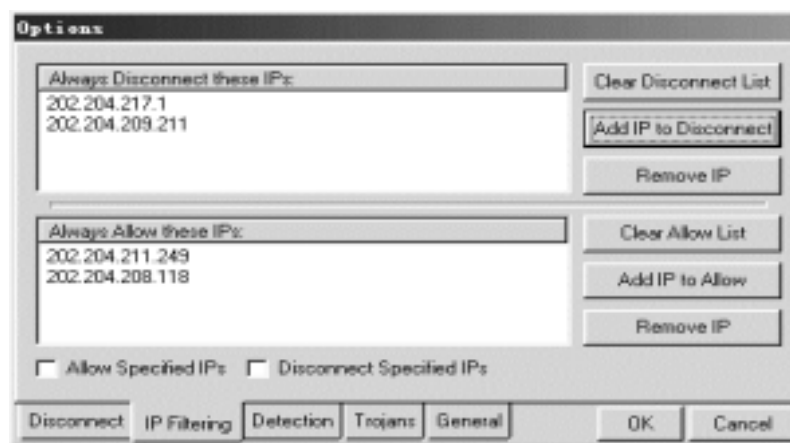 Options
Always Disconnect these IPs:
202.204.217.1
202.204.209.211
Clear Disconnect List
Add IP to Disconnect
Remove IP
Always Allow these IPs:
202.204.211.249
202.204.208.118
Clear Allow List
Add IP to Allow
Remove IP
Allow Specified IPs Disconnect Specified IPs
Disconnect IP Filtering Detection Trojans General OK Cancel